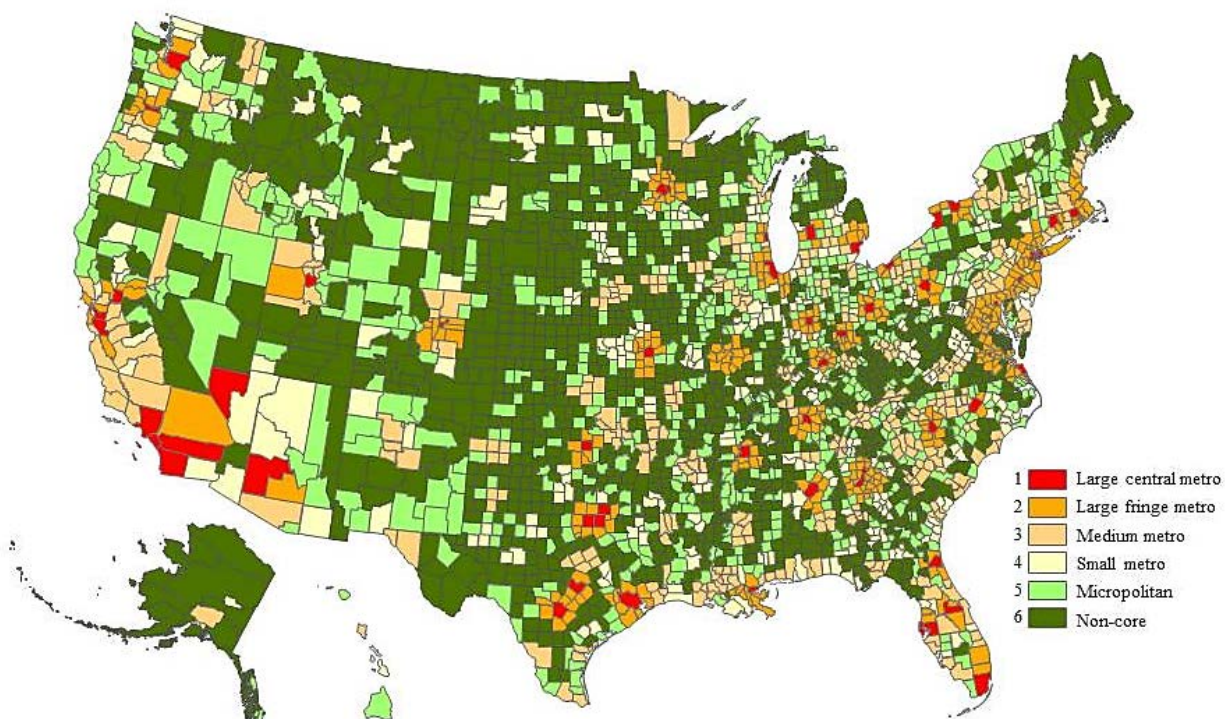 1 Large central metro
2 Large fringe metro
3 Medium metro
4 Small metro
5 Micropolitan
6 Non-core